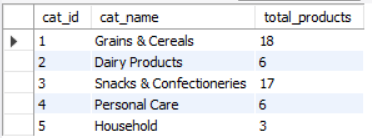 cat_id cat_name total_products
1 Grains & Cereals 18
2 Dairy Products 6
3 Snacks & Confectioneries 17
4 Personal Care 6
5 Household 3